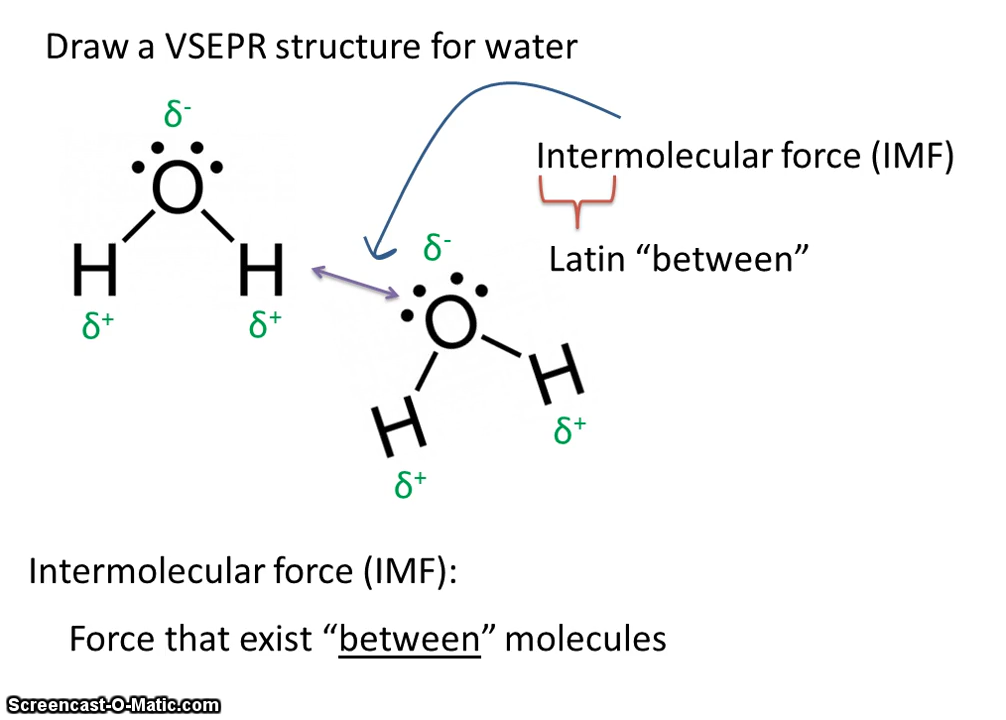 Draw a VSEPR structure for water
δ-
Intermolecular force (IMF)
O
H H
δ-
Latin “between”
δ+ δ+
O
H
H
δ+
δ+
Intermolecular force (IMF):
Force that exist “between” molecules
Screencast-O-Matic.com